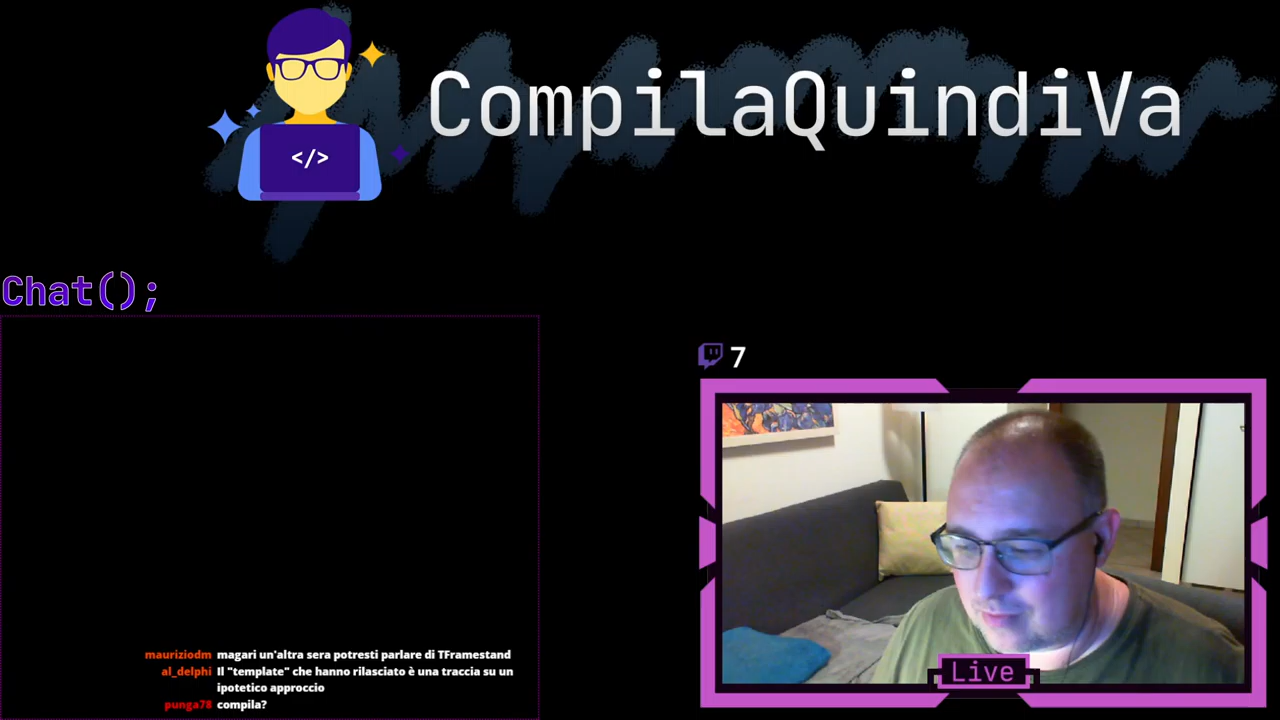 </>
CompilaQuindiVa
Chat();
7
mauriziodm magari un'altra sera potresti parlare di TFramestand
al_delphi Il "template" che hanno rilasciato è una traccia su un
ipotetico approccio
punga78 compila?
Live